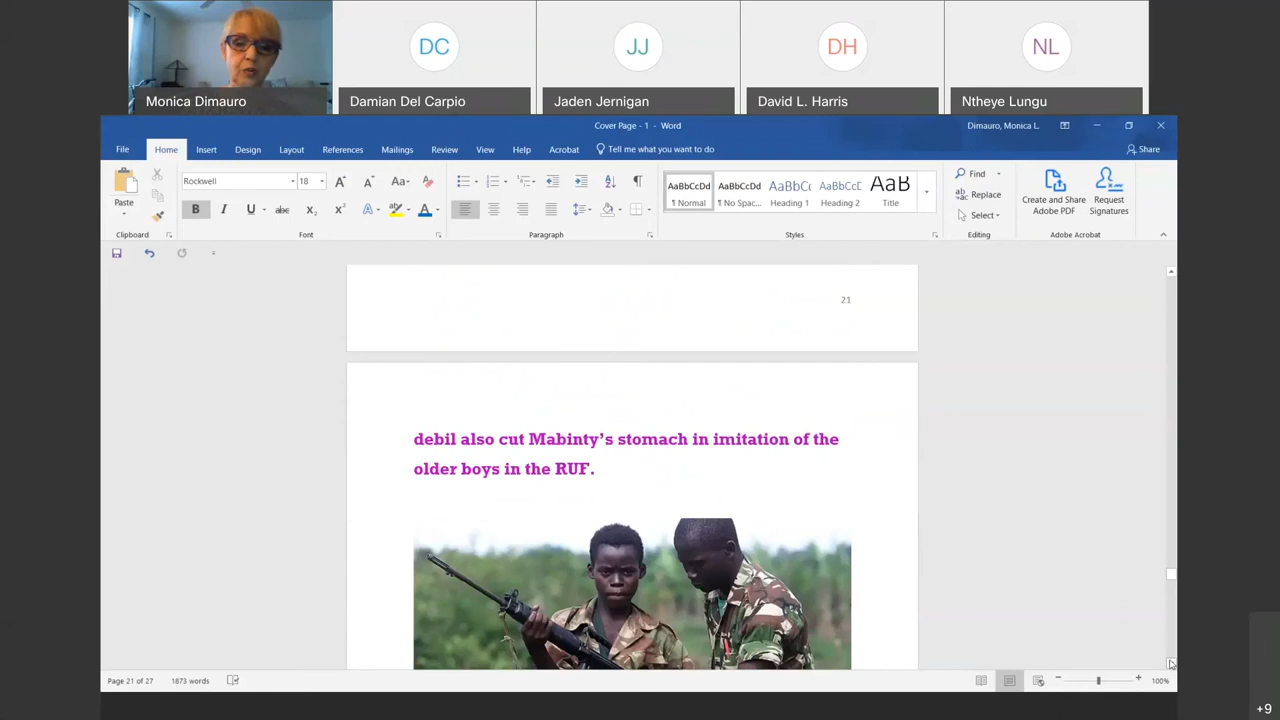 DC
JJ
DH
NL
Monica Dimauro
Damian Del Carpio
Jaden Jernigan
David L. Harris
Ntheye Lungu
Cover Page - 1 - Word
Dimauro, Monica L.
File Home Insert Design Layout References Mailings Review View Help Acrobat Tell me what you want to do
Share
Paste
Rockwell 18
Aa
B I U abc X₂ X² A A
AaBbCcDd AaBbCcDd AaBbCc AaBbCcD AaB
¶ Normal ¶ No Spac... Heading 1 Heading 2 Title
Find
Replace
Select
Create and Share Adobe PDF
Request Signatures
Clipboard Font Paragraph Styles Editing Adobe Acrobat
21
debil also cut Mabinty's stomach in imitation of the
older boys in the RUF.
Page 21 of 27 1873 words
100%
+9